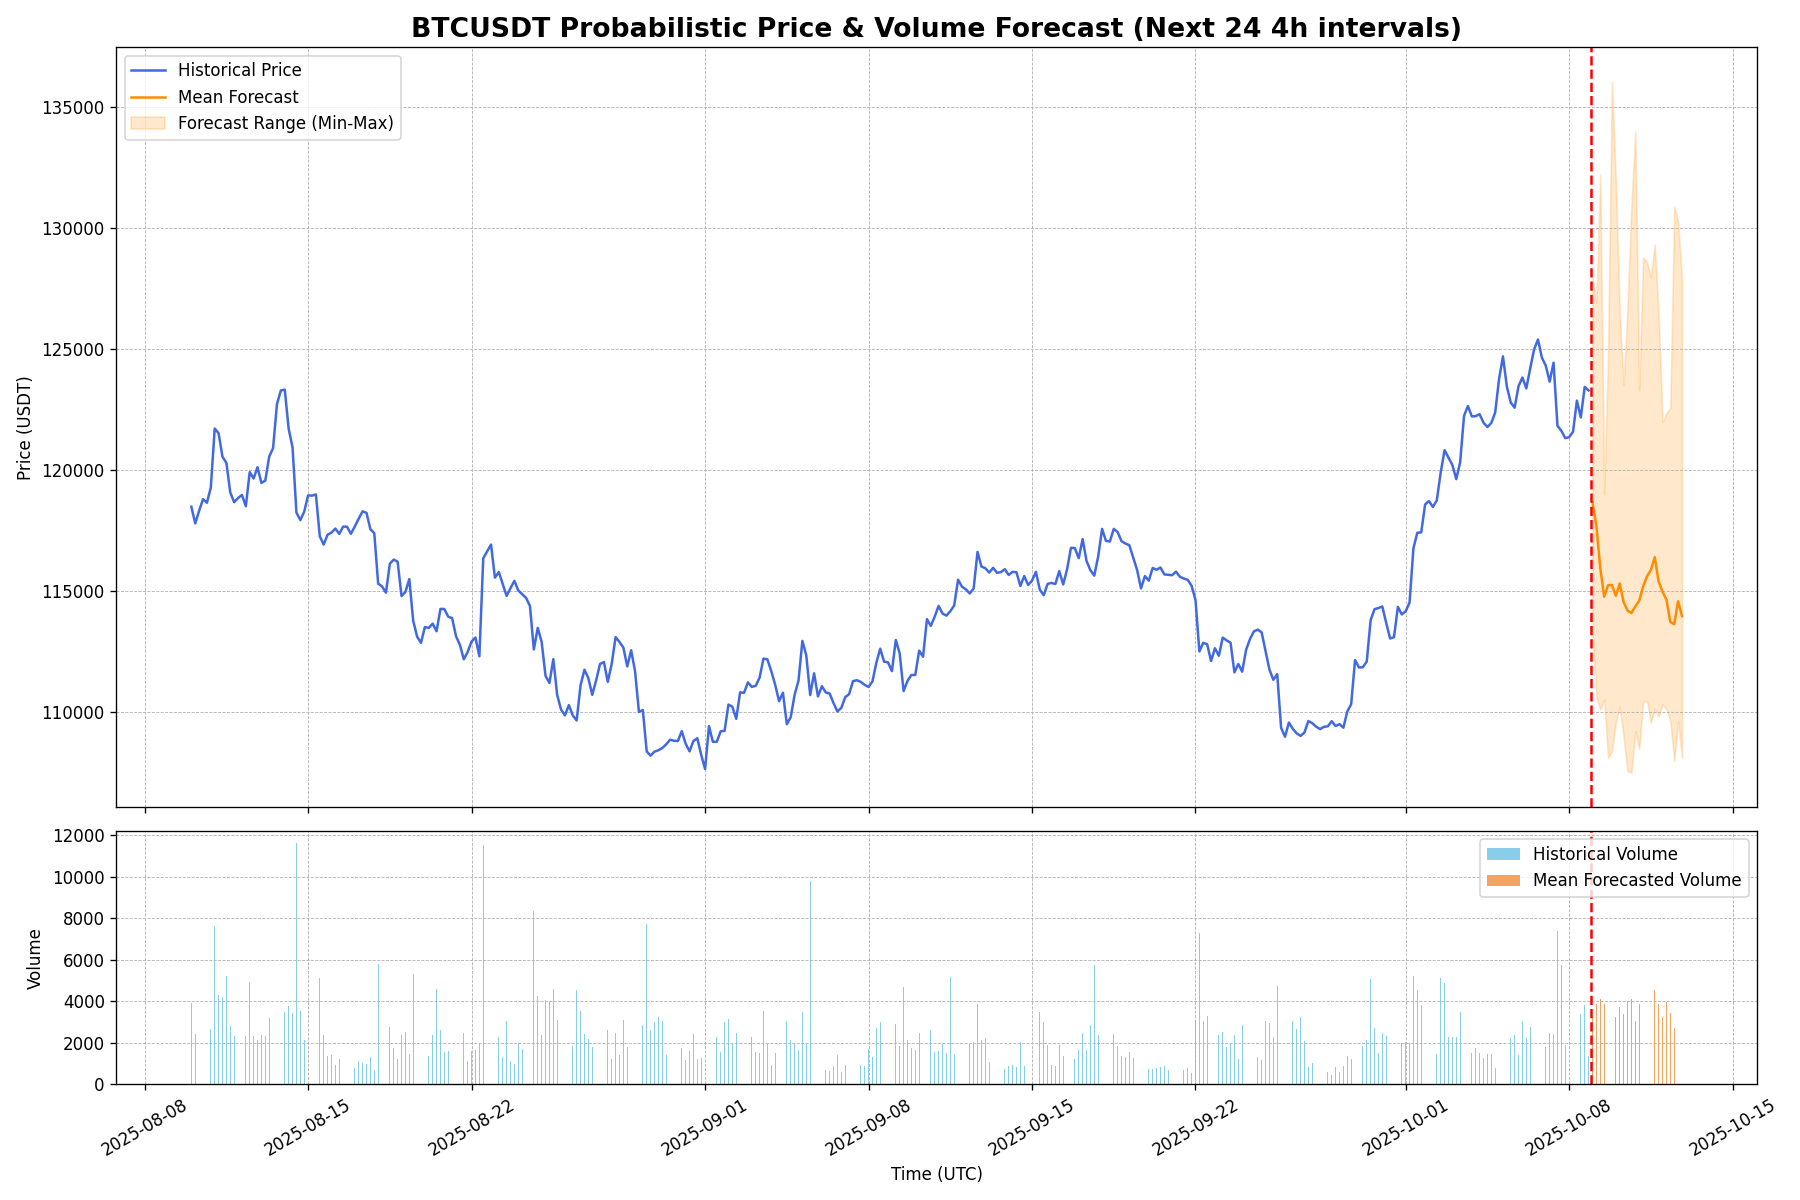 BTCUSDT Probabilistic Price & Volume Forecast (Next 24 4h intervals)
Historical Price
Mean Forecast
Forecast Range (Min-Max)
Price (USDT)
135000
130000
125000
120000
115000
110000
Historical Volume
Mean Forecasted Volume
Volume
12000
10000
8000
6000
4000
2000
0
2025-08-08
2025-08-15
2025-08-22
2025-09-01
2025-09-08
2025-09-15
2025-09-22
2025-10-01
2025-10-08
2025-10-15
Time (UTC)